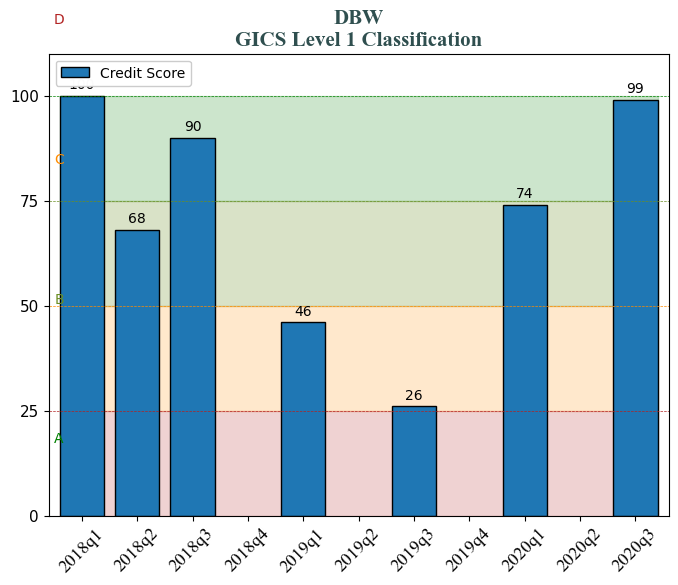 D
DBW
GICS Level 1 Classification
Credit Score
100
C
B
A
100
75
50
25
0
68
90
46
26
74
99
2018q1
2018q2
2018q3
2018q4
2019q1
2019q2
2019q3
2019q4
2020q1
2020q2
2020q3